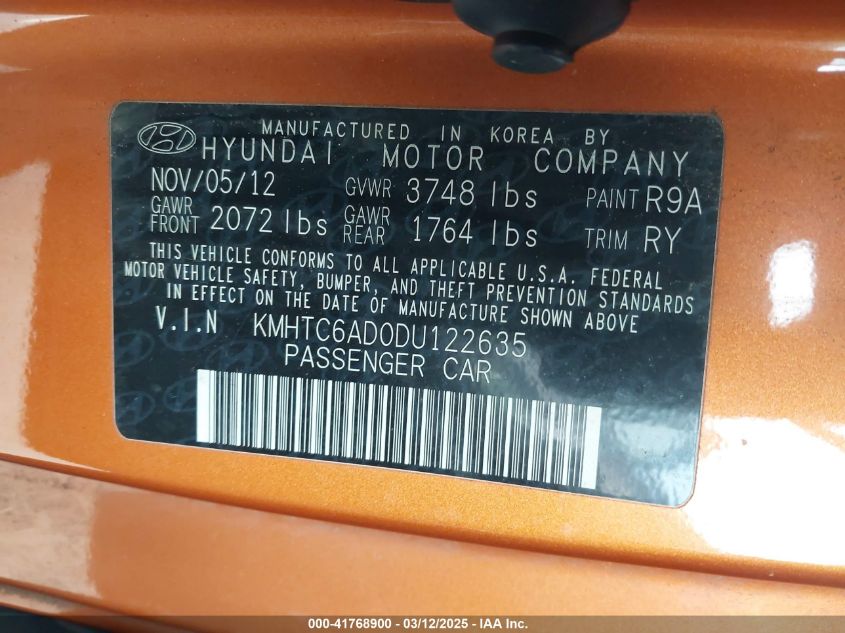 MANUFACTURED IN KOREA BY
HYUNDAI MOTOR COMPANY
NOV/05/12 GVWR 3748 lbs PAINT R9A
GAWR FRONT 2072 lbs GAWR REAR 1764 lbs TRIM RY
THIS VEHICLE CONFORMS TO ALL APPLICABLE U.S.A. FEDERAL
MOTOR VEHICLE SAFETY, BUMPER, AND THEFT PREVENTION STANDARDS
IN EFFECT ON THE DATE OF MANUFACTURE SHOWN ABOVE
V.I.N KMHTC6AD0DU122635
PASSENGER CAR
000-41768900 - 03/12/2025 - IAA Inc.